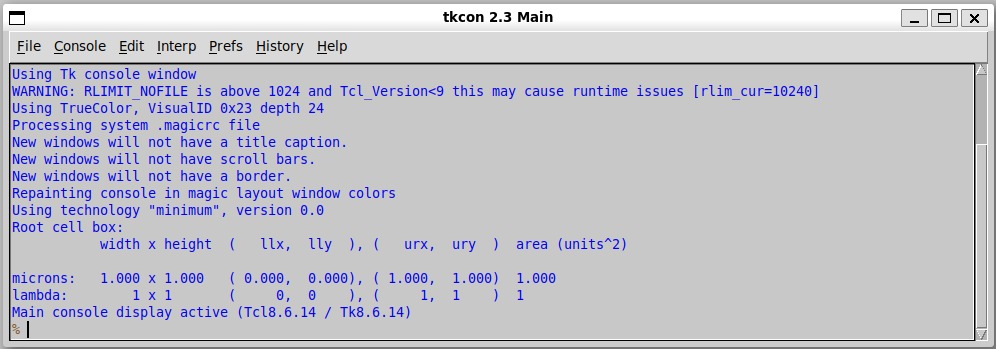 tkcon 2.3 Main
File Console Edit Interp Prefs History Help
Using Tk console window
WARNING: RLIMIT_NOFILE is above 1024 and Tcl_Version<9 this may cause runtime issues [rlim_cur=10240]
Using TrueColor, VisualID 0x23 depth 24
Processing system .magicrc file
New windows will not have a title caption.
New windows will not have scroll bars.
New windows will not have a border.
Repainting console in magic layout window colors
Using technology "minimum", version 0.0
Root cell box:
           width x height  (   llx,  lly  ), (   urx,  ury  )  area (units^2)
microns:   1.000 x 1.000   ( 0.000,  0.000), ( 1.000,  1.000)  1.000
lambda:        1 x 1       (     0,  0    ), (     1,  1    )  1
Main console display active (Tcl8.6.14 / Tk8.6.14)
%